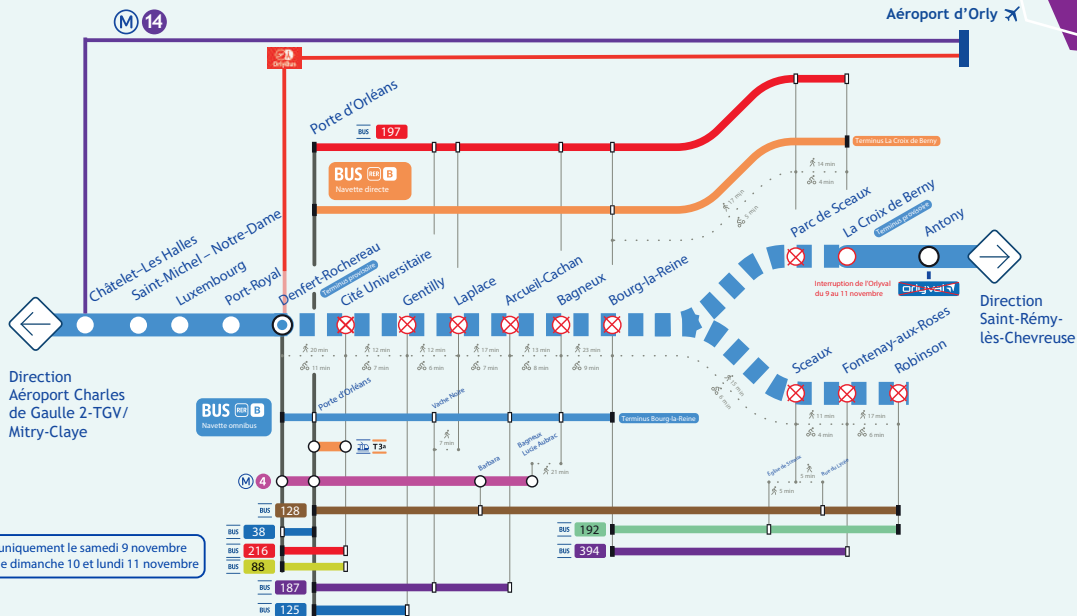 M 14
Aéroport d'Orly
OrlyBus
Porte d'Orléans
BUS 197
BUS RER B
Navette directe
Terminus La Croix de Berny
14 min
4 min
17 min
5 min
Châtelet–Les Halles
Saint-Michel – Notre-Dame
Luxembourg
Port-Royal
Denfert-Rochereau
Terminus provisoire
Cité Universitaire
Gentilly
Laplace
Arcueil-Cachan
Bagneux
Bourg-la-Reine
Parc de Sceaux
La Croix de Berny
Terminus provisoire
Antony
Interruption de l'Orlyval
du 9 au 11 novembre
orlyval
Direction
Saint-Rémy-
lès-Chevreuse
Sceaux
Fontenay-aux-Roses
Robinson
20 min
11 min
12 min
7 min
12 min
6 min
17 min
7 min
13 min
8 min
23 min
9 min
6 min
11 min
4 min
17 min
6 min
Direction
Aéroport Charles
de Gaulle 2-TGV/
Mitry-Claye
BUS RER B
Navette omnibus
Porte d'Orléans
Vache Noire
Terminus Bourg-la-Reine
7 min
T3a
M 4
Barbara
Bagneux
Lucie Aubrac
21 min
Église de Sceaux
5 min
5 min
BUS 128
BUS 38
BUS 192
BUS 216
BUS 394
BUS 88
uniquement le samedi 9 novembre
e dimanche 10 et lundi 11 novembre
BUS 187
BUS 125